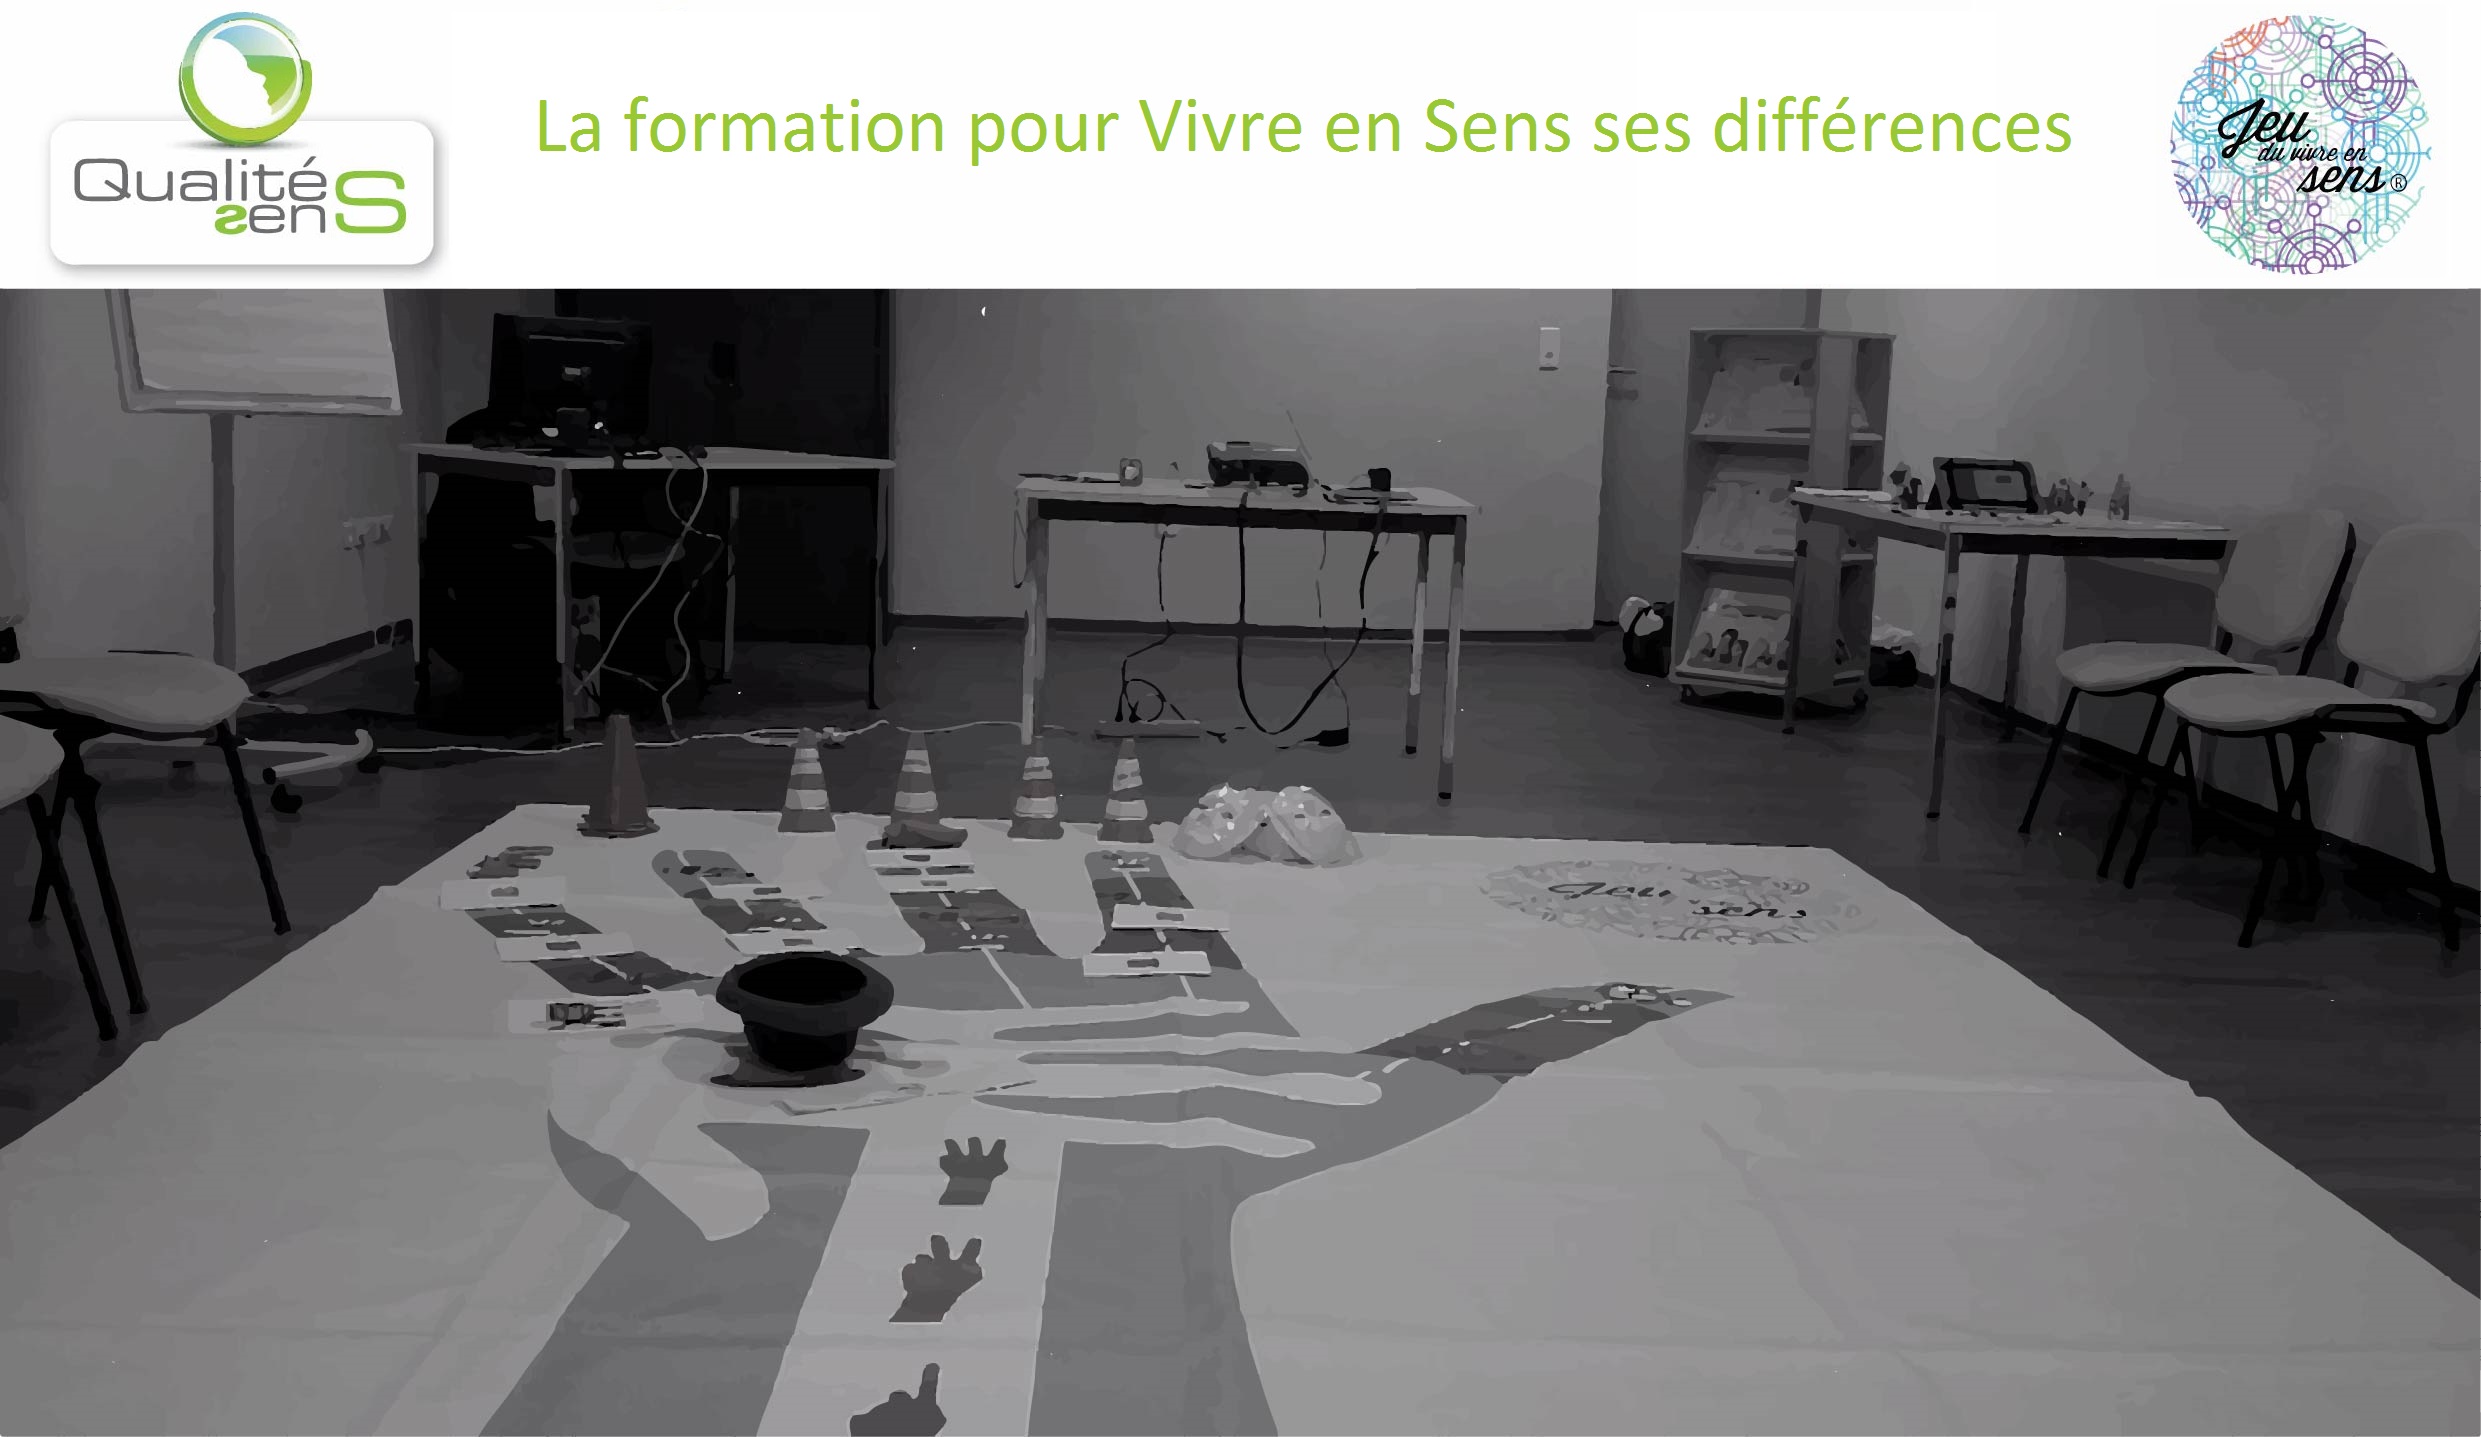 Qualité S
senS
La formation pour Vivre en Sens ses différences
Jeu
du vivre en
sens ®
Jeu
sens